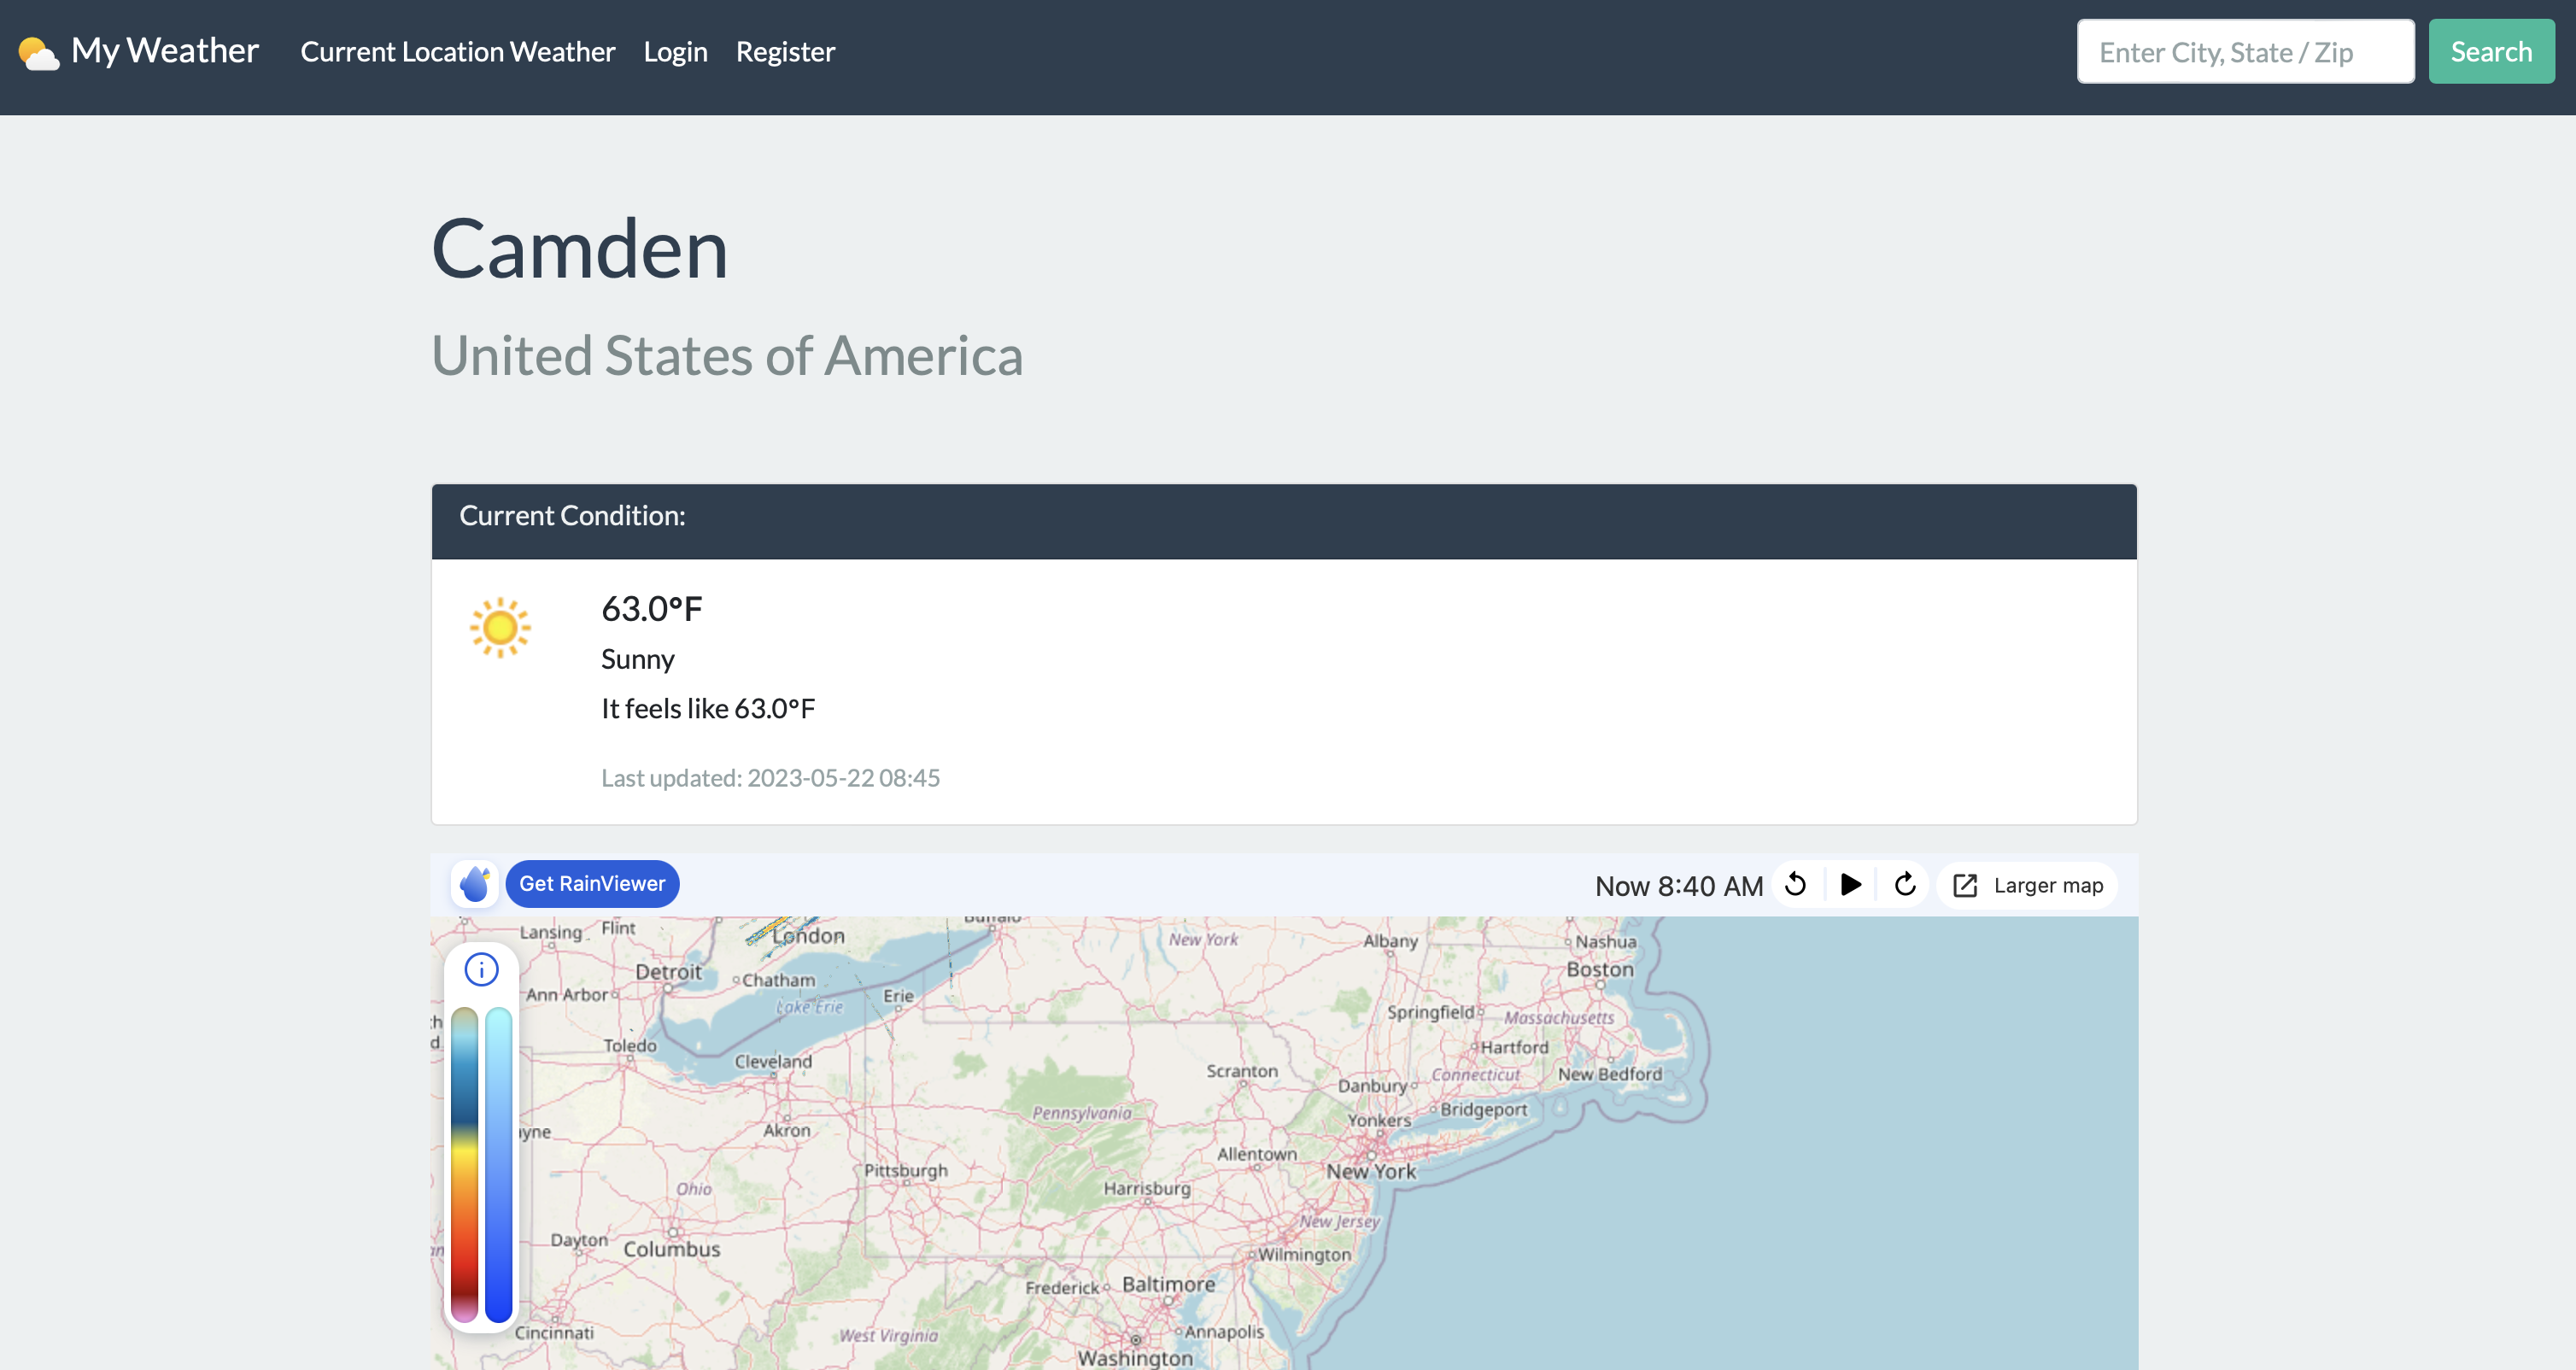 My Weather Current Location Weather Login Register Enter City, State / Zip Search
Camden
United States of America
Current Condition:
63.0°F
Sunny
It feels like 63.0°F
Last updated: 2023-05-22 08:45
Get RainViewer Now 8:40 AM Larger map
Buffalo
Lansing Flint London New York Albany Nashua
Detroit Chatham Boston
Ann Arbor Erie
Lake Erie Springfield Massachusetts
Toledo Cleveland Hartford
Scranton Danbury Connecticut New Bedford
Pennsylvania Yonkers Bridgeport
yne Akron
Pittsburgh Allentown New York
Ohio Harrisburg
New Jersey
Dayton Columbus Wilmington
Frederick Baltimore
Cincinnati West Virginia Annapolis
Washington